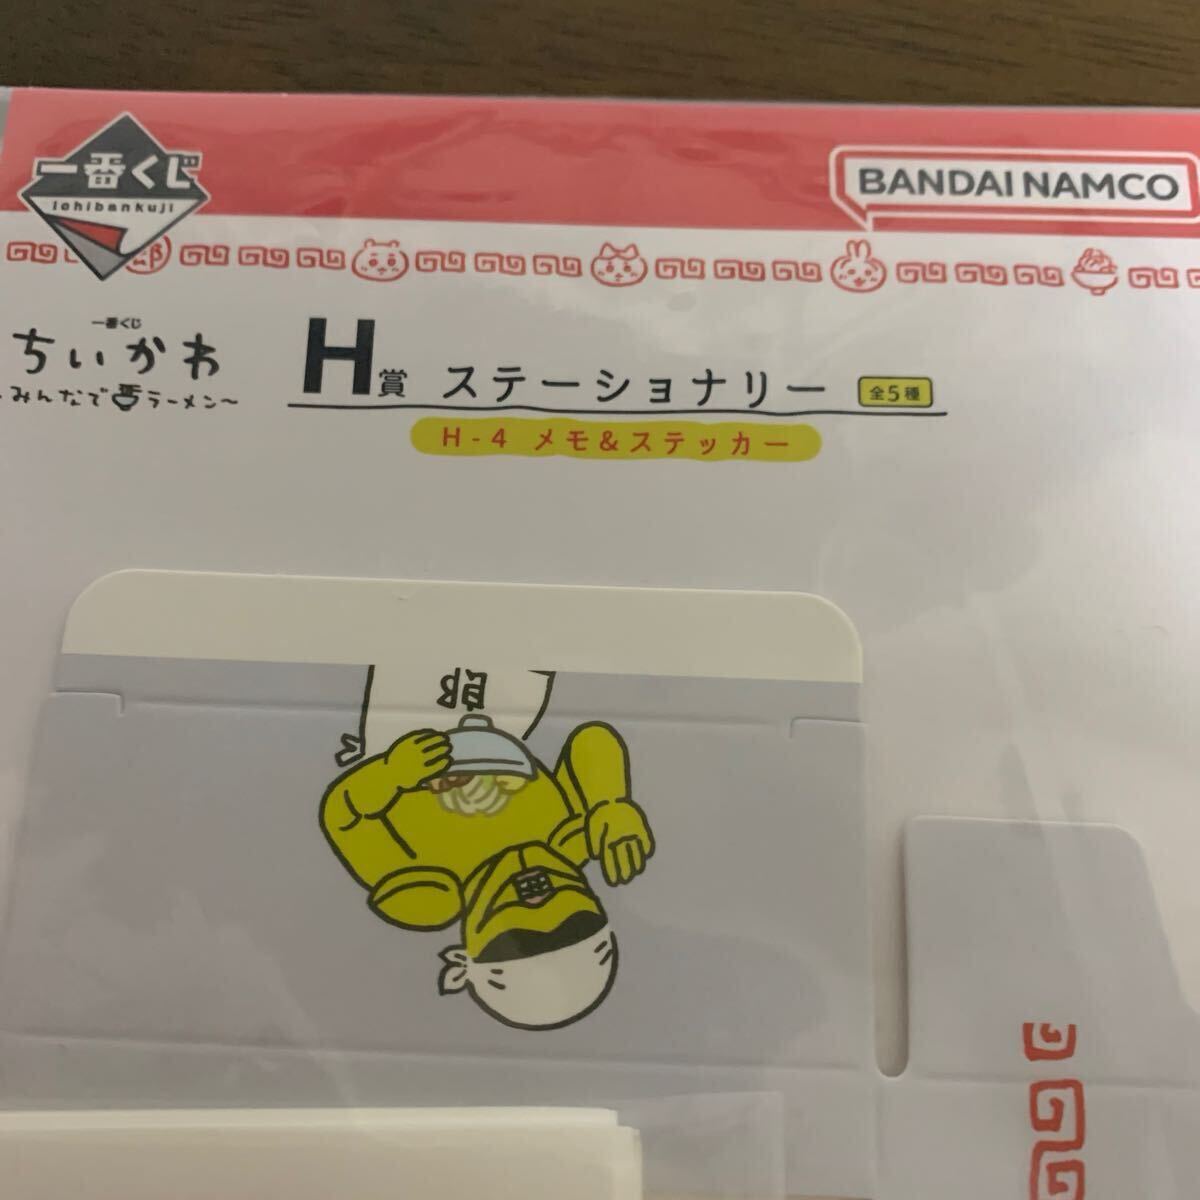 一番くじ
Ichibankuji
BANDAI NAMCO
一番くじ
ちいかわ
みんなで ラーメン～
H賞 ステーショナリー 全5種
H-4 メモ&ステッカー
郎